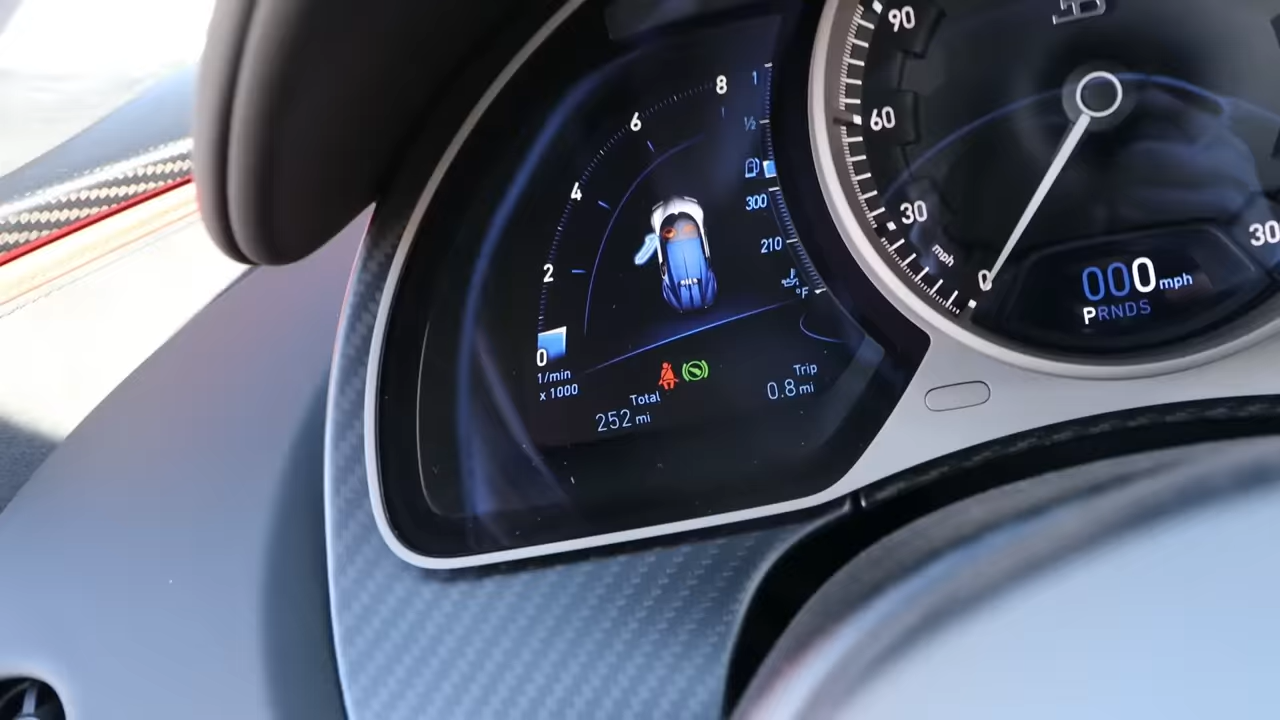 8
6
4
2
0
1/min
x 1000
1
½
300
210
°F
Total
252 mi
Trip
0.8 mi
90
60
30
mph
0
30
000 mph
PRNDS